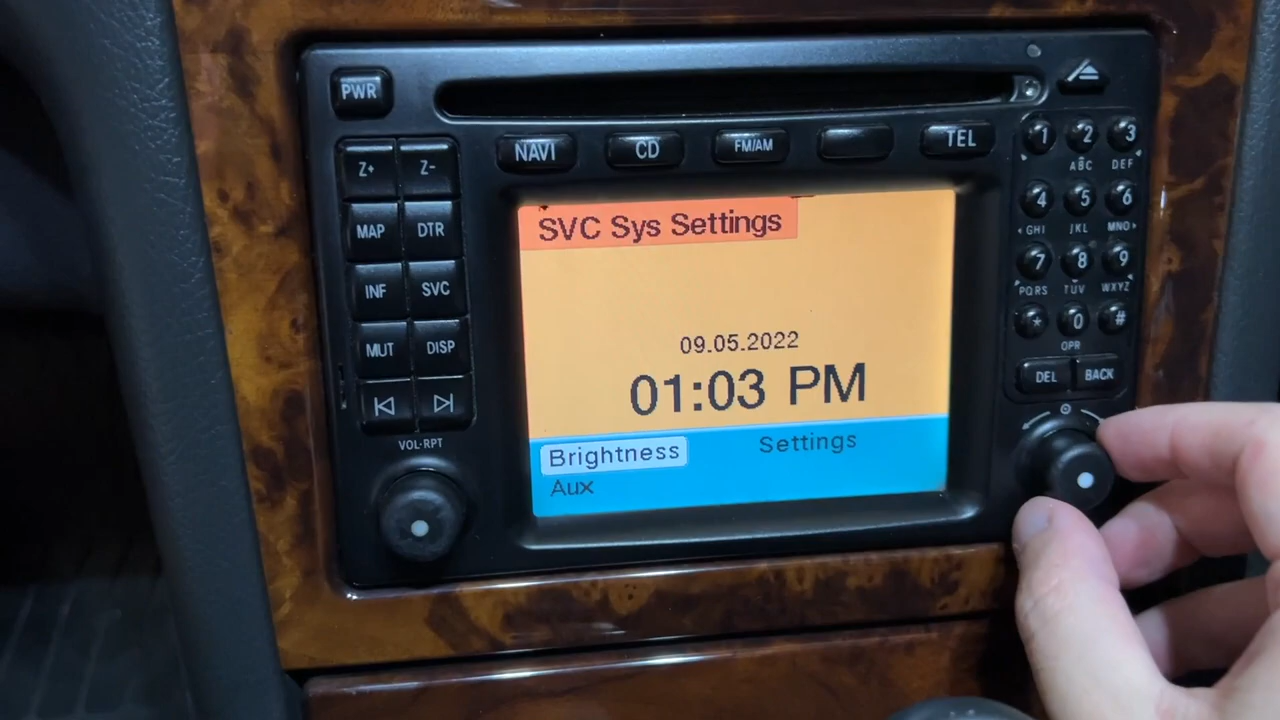 PWR
NAVI CD FM/AM TEL
Z+ Z-
MAP DTR
INF SVC
MUT DISP
VOL·RPT
SVC Sys Settings
09.05.2022
01:03 PM
Brightness Settings
Aux
1 2 3
ABC DEF
4 5 6
GHI JKL MNO
7 8 9
PQRS TUV WXYZ
* 0 #
OPR
DEL BACK